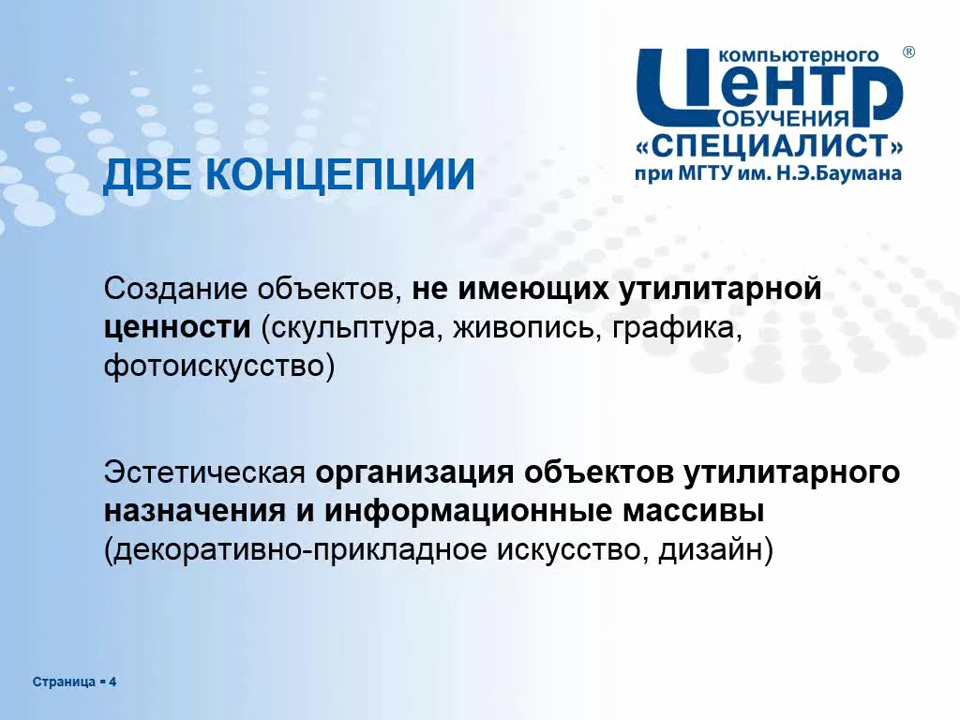 компьютерного
Центр
ОБУЧЕНИЯ
«СПЕЦИАЛИСТ»
при МГТУ им. Н.Э.Баумана
®
ДВЕ КОНЦЕПЦИИ
Создание объектов, не имеющих утилитарной
ценности (скульптура, живопись, графика,
фотоискусство)
Эстетическая организация объектов утилитарного
назначения и информационные массивы
(декоративно-прикладное искусство, дизайн)
Страница ▪ 4